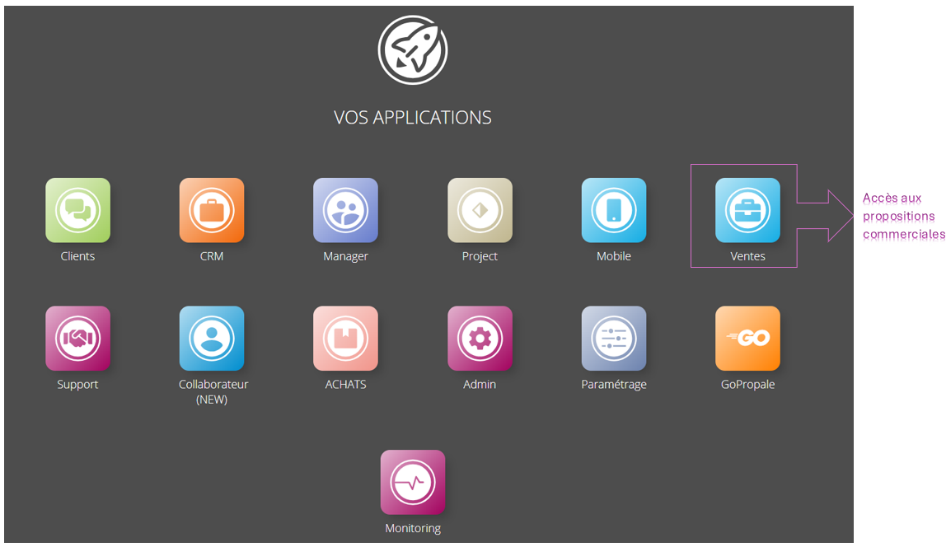 VOS APPLICATIONS
Clients
CRM
Manager
Project
Mobile
Ventes
Accès aux
propositions
commerciales
Support
Collaborateur
(NEW)
ACHATS
Admin
Paramétrage
GO
GoPropale
Monitoring